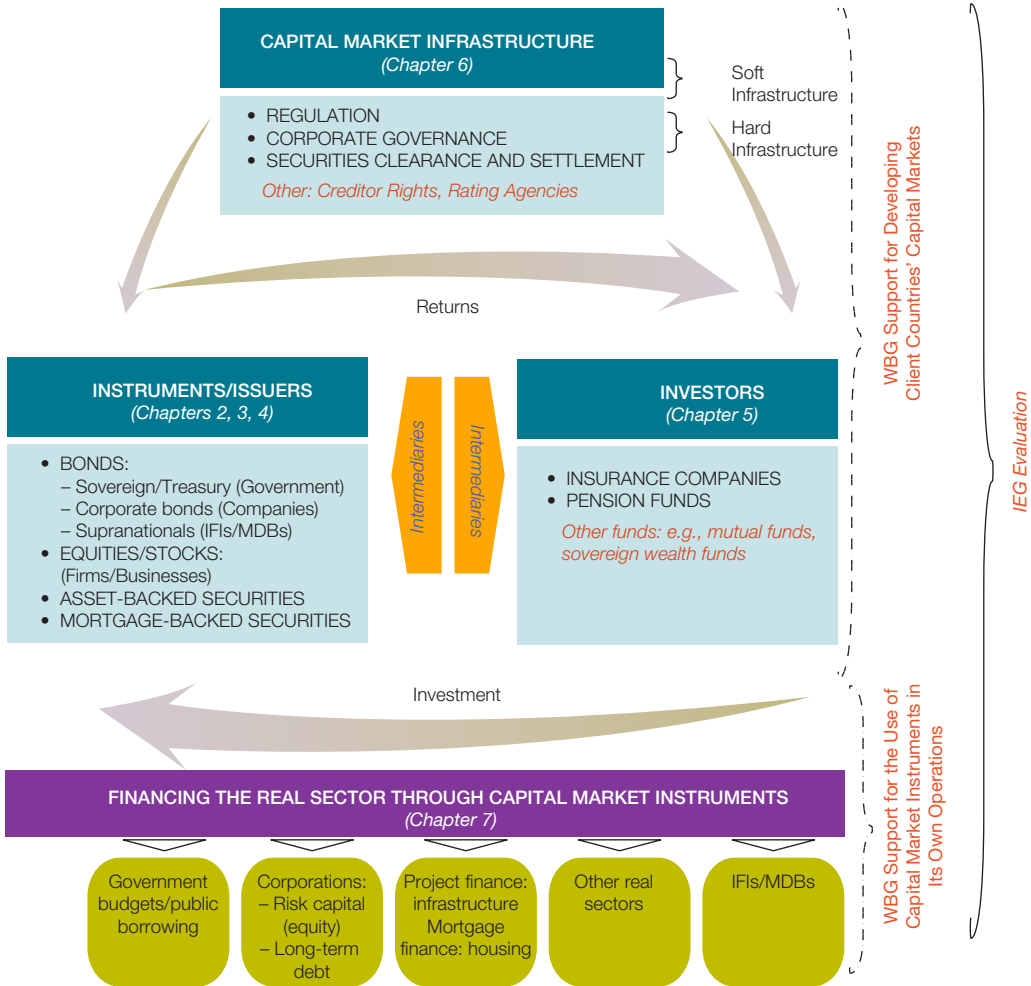 CAPITAL MARKET INFRASTRUCTURE
(Chapter 6)
Soft
Infrastructure
• REGULATION
• CORPORATE GOVERNANCE
• SECURITIES CLEARANCE AND SETTLEMENT
Other: Creditor Rights, Rating Agencies
Hard
Infrastructure
Returns
INSTRUMENTS/ISSUERS
(Chapters 2, 3, 4)
• BONDS:
– Sovereign/Treasury (Government)
– Corporate bonds (Companies)
– Supranationals (IFIs/MDBs)
• EQUITIES/STOCKS:
(Firms/Businesses)
• ASSET-BACKED SECURITIES
• MORTGAGE-BACKED SECURITIES
Intermediaries
Intermediaries
INVESTORS
(Chapter 5)
• INSURANCE COMPANIES
• PENSION FUNDS
Other funds: e.g., mutual funds,
sovereign wealth funds
Investment
FINANCING THE REAL SECTOR THROUGH CAPITAL MARKET INSTRUMENTS
(Chapter 7)
Government
budgets/public
borrowing
Corporations:
– Risk capital
(equity)
– Long-term
debt
Project finance:
infrastructure
Mortgage
finance: housing
Other real
sectors
IFIs/MDBs
WBG Support for Developing
Client Countries’ Capital Markets
WBG Support for the Use of
Capital Market Instruments in
Its Own Operations
IEG Evaluation